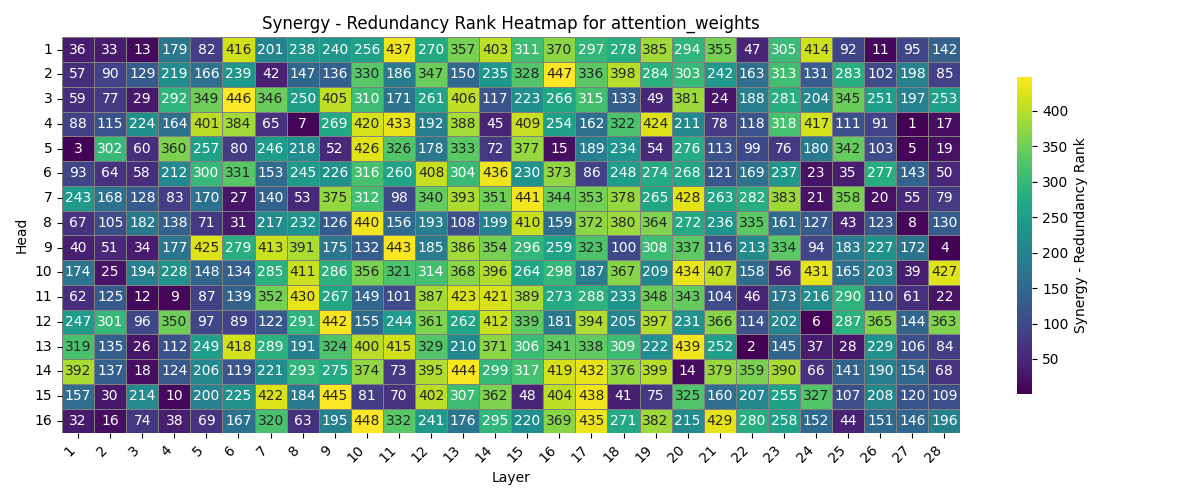 Synergy - Redundancy Rank Heatmap for attention_weights
1 36 33 13 179 82 416 201 238 240 256 437 270 357 403 311 370 297 278 385 294 355 47 305 414 92 11 95 142
2 57 90 129 219 166 239 42 147 136 330 186 347 150 235 328 447 336 398 284 303 242 163 313 131 283 102 198 85
3 59 77 29 292 349 446 346 250 405 310 171 261 406 117 223 266 315 133 49 381 24 188 281 204 345 251 197 253
4 88 115 224 164 401 384 65 7 269 420 433 192 388 45 409 254 162 322 424 211 78 118 318 417 111 91 1 17
5 3 302 60 360 257 80 246 218 52 426 326 178 333 72 377 15 189 234 54 276 113 99 76 180 342 103 5 19
6 93 64 58 212 300 331 153 245 226 316 260 408 304 436 230 373 86 248 274 268 121 169 237 23 35 277 143 50
7 243 168 128 83 170 27 140 53 375 312 98 340 393 351 441 344 353 378 265 428 263 282 383 21 358 20 55 79
8 67 105 182 138 71 31 217 232 126 440 156 193 108 199 410 159 372 380 364 272 236 335 161 127 43 123 8 130
9 40 51 34 177 425 279 413 391 175 132 443 185 386 354 296 259 323 100 308 337 116 213 334 94 183 227 172 4
10 174 25 194 228 148 134 285 411 286 356 321 314 368 396 264 298 187 367 209 434 407 158 56 431 165 203 39 427
11 62 125 12 9 87 139 352 430 267 149 101 387 423 421 389 273 288 233 348 343 104 46 173 216 290 110 61 22
12 247 301 96 350 97 89 122 291 442 155 244 361 262 412 339 181 394 205 397 231 366 114 202 6 287 365 144 363
13 319 135 26 112 249 418 289 191 324 400 415 329 210 371 306 341 338 309 222 439 252 2 145 37 28 229 106 84
14 392 137 18 124 206 119 221 293 275 374 73 395 444 299 317 419 432 376 399 14 379 359 390 66 141 190 154 68
15 157 30 214 10 200 225 422 184 445 81 70 402 307 362 48 404 438 41 75 325 160 207 255 327 107 208 120 109
16 32 16 74 38 69 167 320 63 195 448 332 241 176 295 220 369 435 271 382 215 429 280 258 152 44 151 146 196
1 2 3 4 5 6 7 8 9 10 11 12 13 14 15 16 17 18 19 20 21 22 23 24 25 26 27 28
Layer
Head
400
350
300
250
200
150
100
50
Synergy - Redundancy Rank